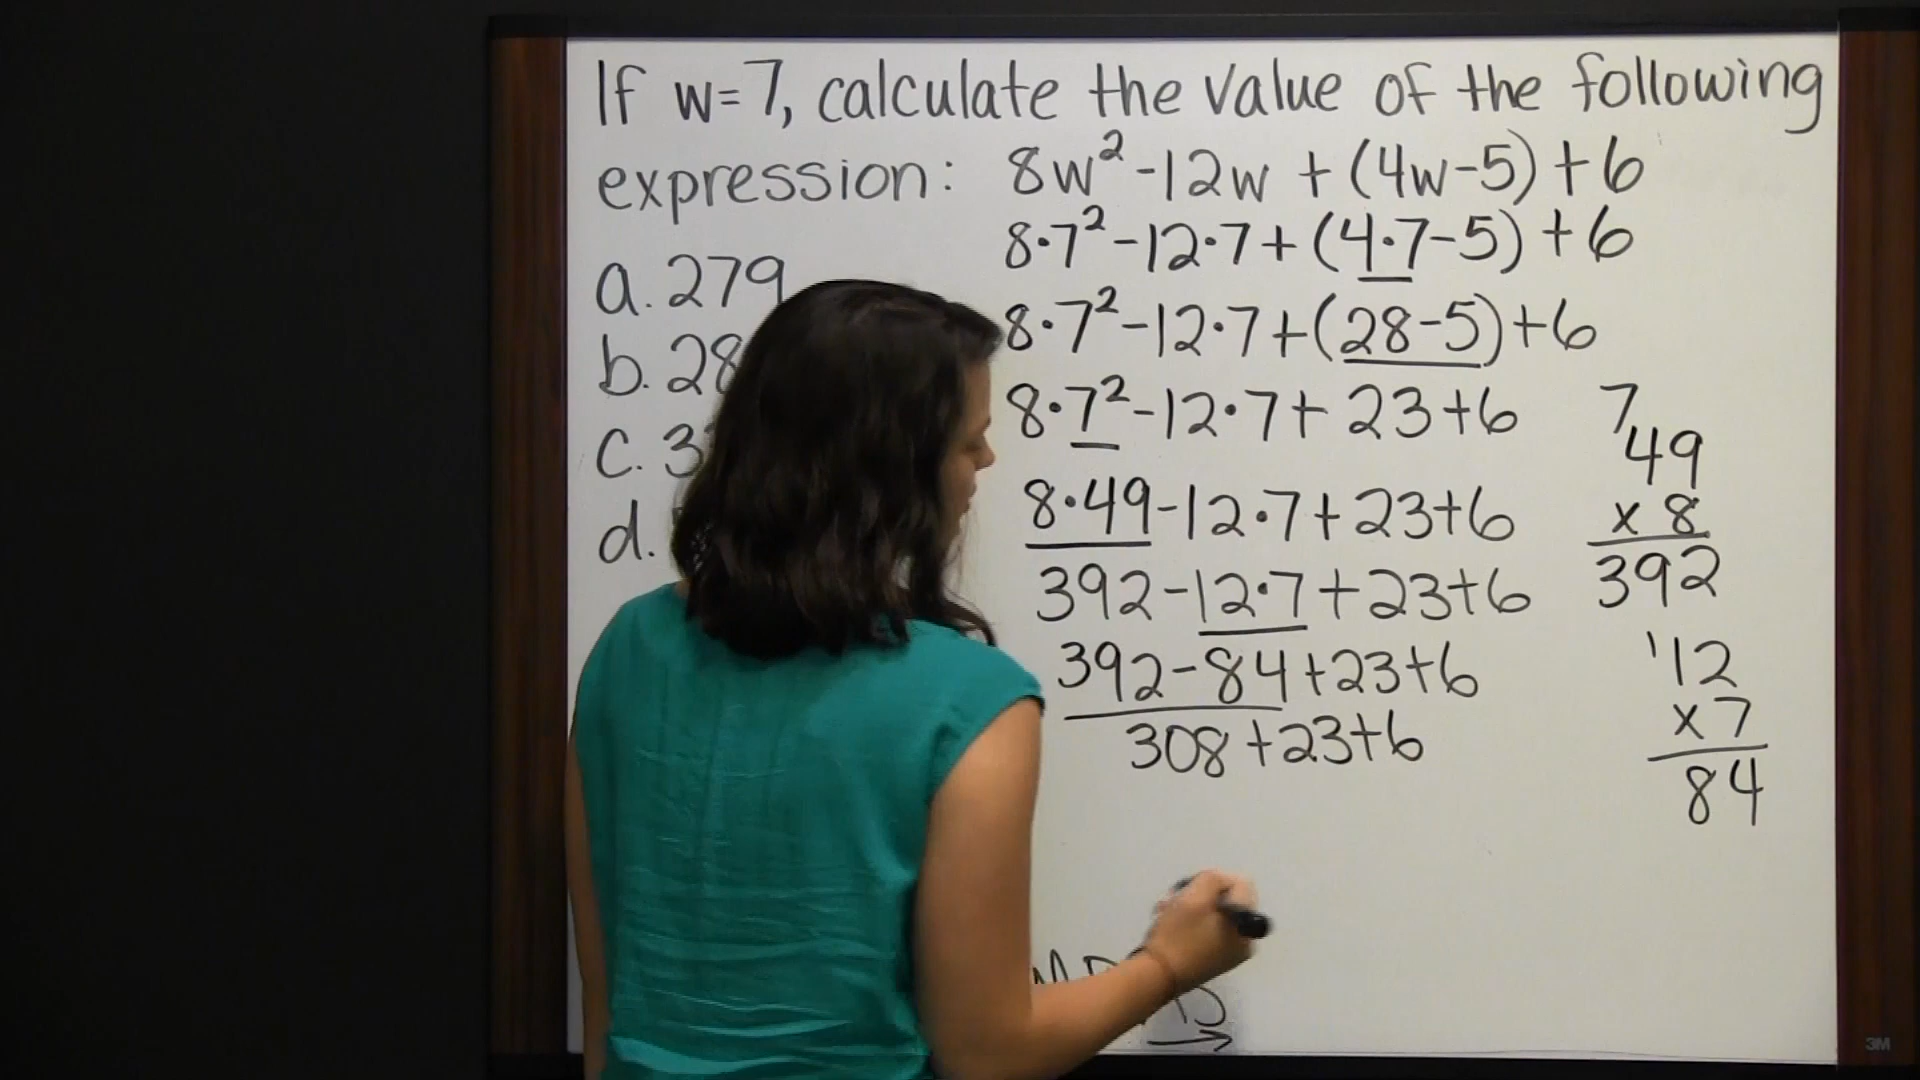 If w=7, calculate the value of the following
expression: 8w²-12w + (4w-5) + 6
8·7²-12·7+(4·7-5)+6
a. 279
8·7²-12·7+(28-5)+6
b. 28
8·7²-12·7+ 23+6
c. 3
8·49-12·7+23+6
d.
392-12·7+23+6
392-84+23+6
308+23+6
7
49
x 8
392
'12
x7
84
3M